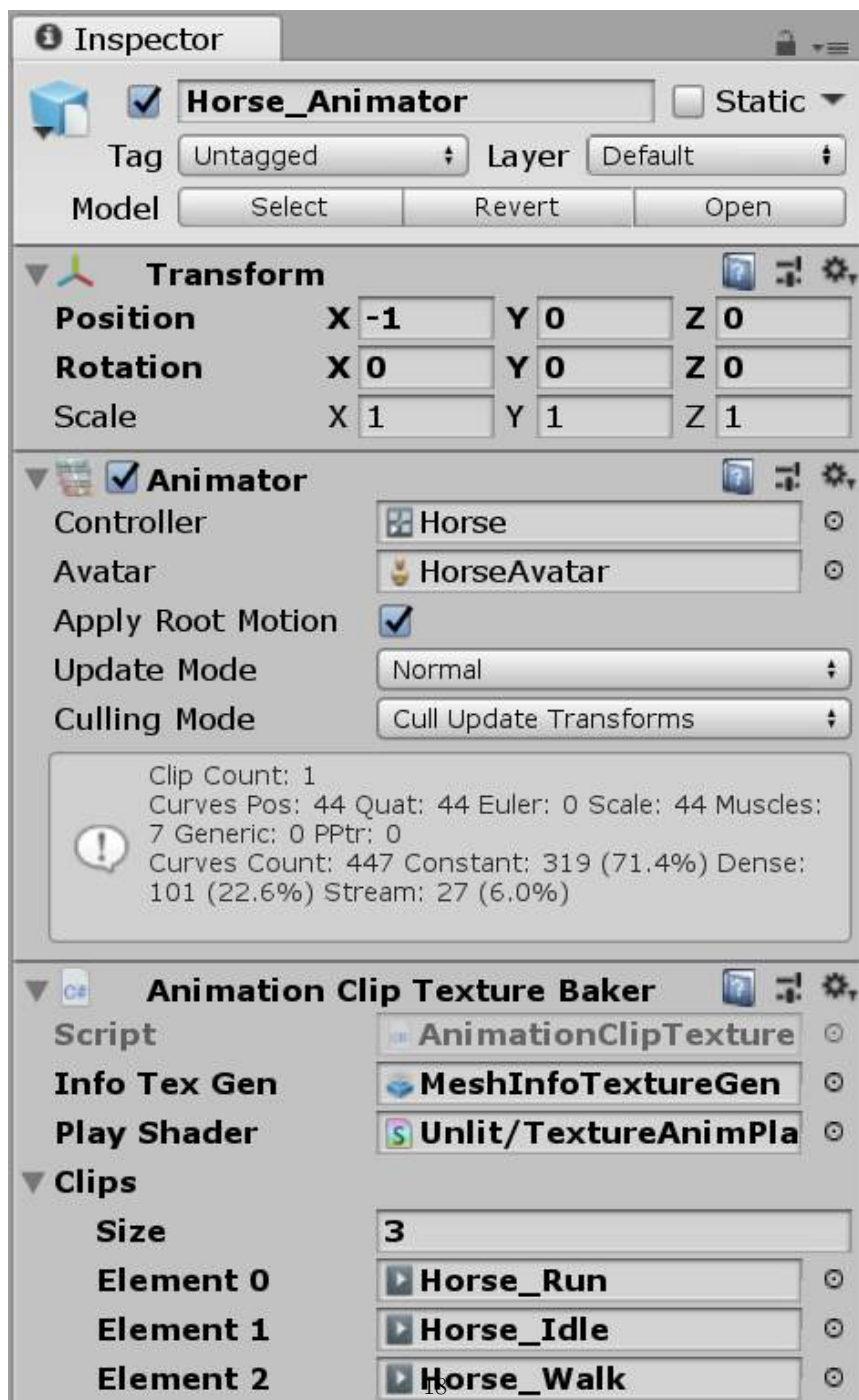 Inspector
Horse_Animator Static
Tag Untagged Layer Default
Model Select Revert Open
Transform
Position X -1 Y 0 Z 0
Rotation X 0 Y 0 Z 0
Scale X 1 Y 1 Z 1
Animator
Controller Horse
Avatar HorseAvatar
Apply Root Motion
Update Mode Normal
Culling Mode Cull Update Transforms
Clip Count: 1
Curves Pos: 44 Quat: 44 Euler: 0 Scale: 44 Muscles:
7 Generic: 0 PPtr: 0
Curves Count: 447 Constant: 319 (71.4%) Dense:
101 (22.6%) Stream: 27 (6.0%)
Animation Clip Texture Baker
Script AnimationClipTexture
Info Tex Gen MeshInfoTextureGen
Play Shader Unlit/TextureAnimPla
Clips
Size 3
Element 0 Horse_Run
Element 1 Horse_Idle
Element 2 Horse_Walk
18